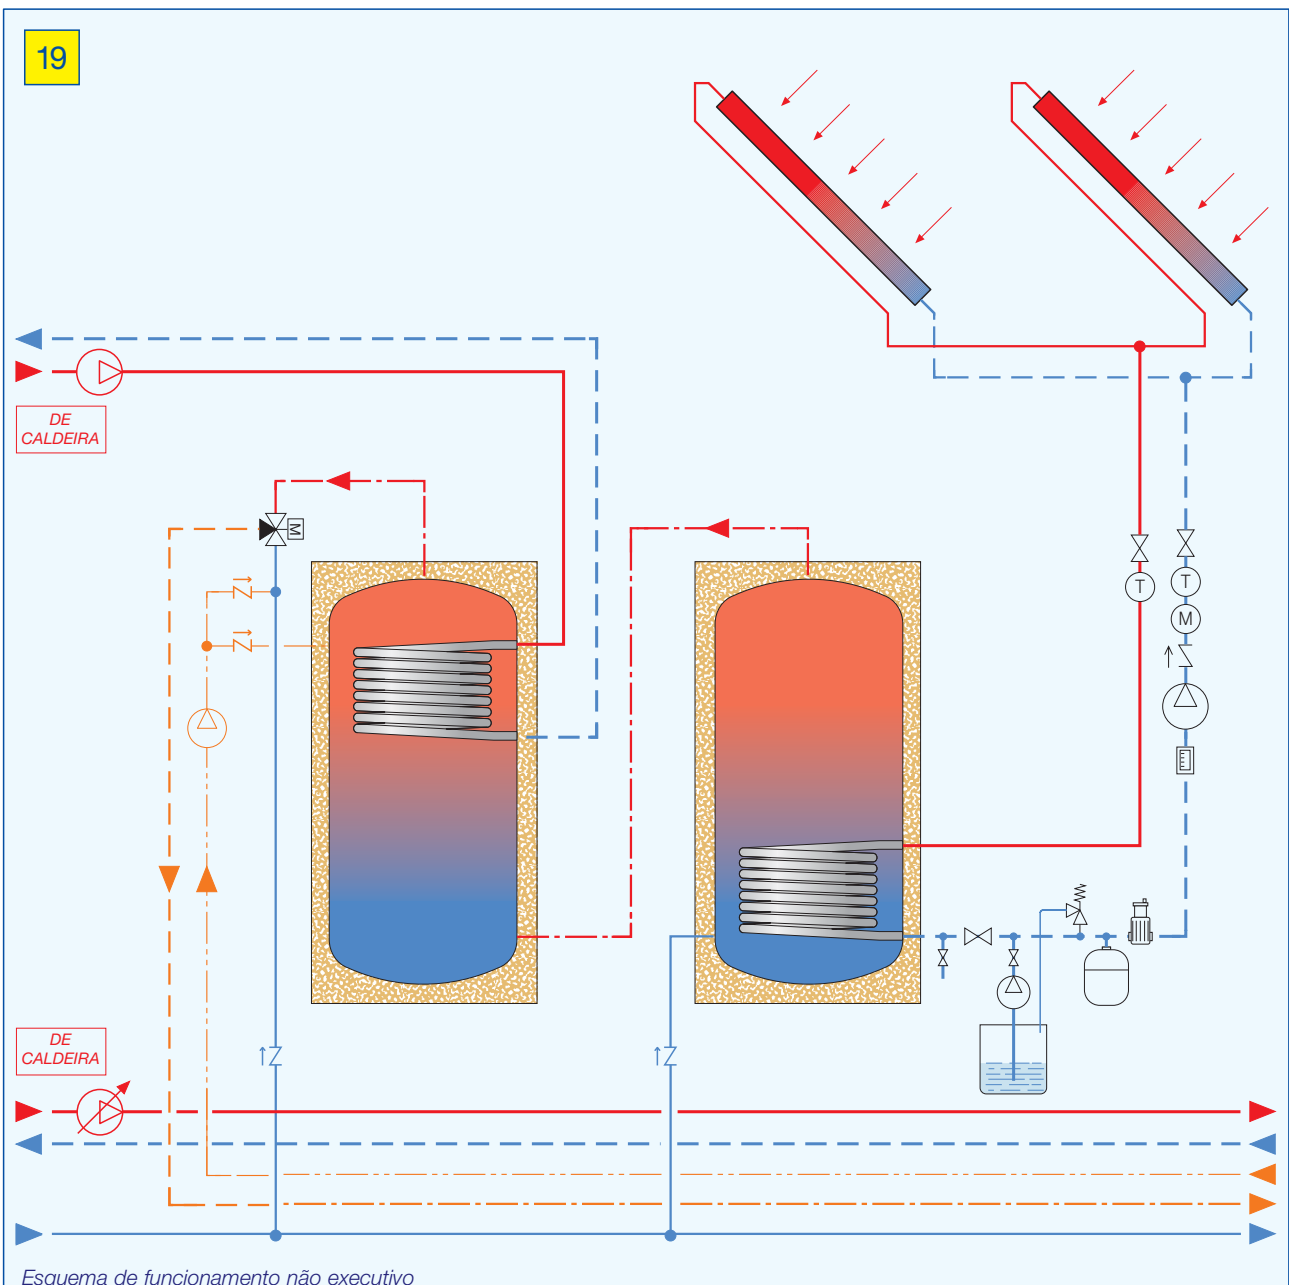 19
DE
CALDEIRA
M
T
T
M
DE
CALDEIRA
Esquema de funcionamento não executivo